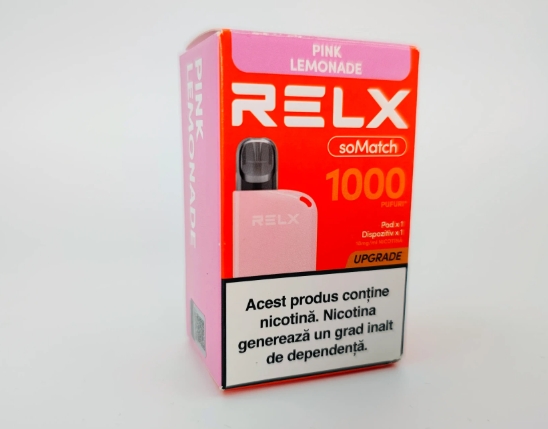 PINK
LEMONADE
RELX
soMatch
1000
PUFURI*
Pod x 1
Dispozitiv x 1
UPGRADE
RELX
Acest produs conține
nicotină. Nicotina
generează un grad inalt
de dependență.
PINK
LEMONADE